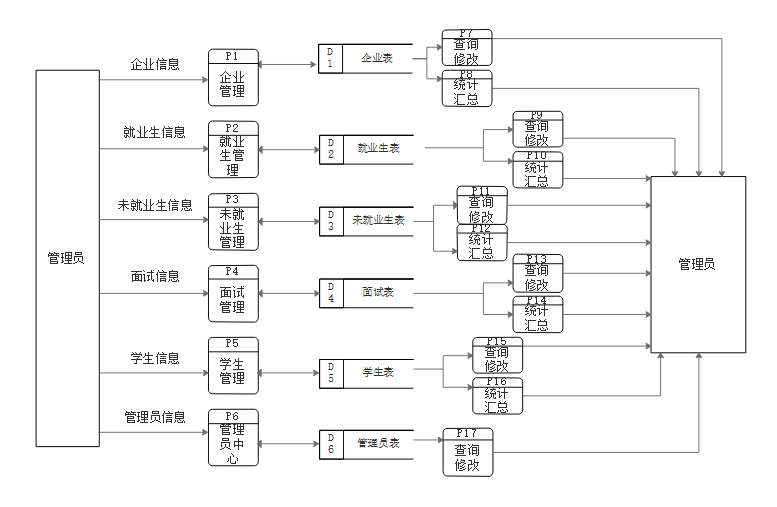 管理员
企业信息
就业生信息
未就业生信息
面试信息
学生信息
管理员信息
P1
企业
管理
P2
就业
生管
理
P3
未就
业生
管理
P4
面试
管理
P5
学生
管理
P6
管理
员中
心
D
1
企业表
D
2
就业生表
D
3
未就业生表
D
4
面试表
D
5
学生表
D
6
管理员表
P7
查询
修改
P8
统计
汇总
P9
查询
修改
P10
统计
汇总
P11
查询
修改
P12
统计
汇总
P13
查询
修改
P14
统计
汇总
P15
查询
修改
P16
统计
汇总
P17
查询
修改
管理员